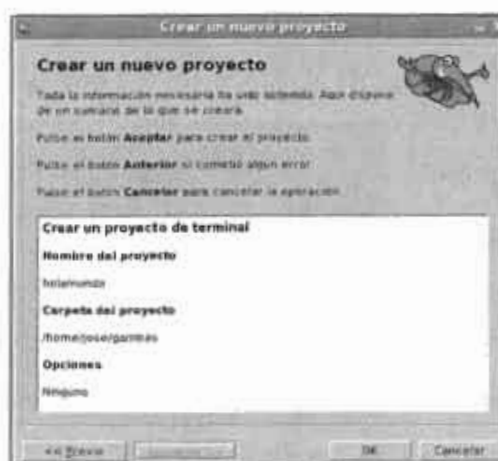 Crear un nuevo proyecto
Crear un nuevo proyecto
Toda la información necesaria ha sido obtenida. Aquí dispone
de un sumario de lo que se creará.
Pulse el botón Aceptar para crear el proyecto.
Pulse el botón Anterior si cometió algún error.
Pulse el botón Cancelar para cancelar la operación.
Crear un proyecto de terminal
Nombre del proyecto
holamundo
Carpeta del proyecto
/home/jose/gambas
Opciones
Ninguno
<< Previo
OK
Cancelar